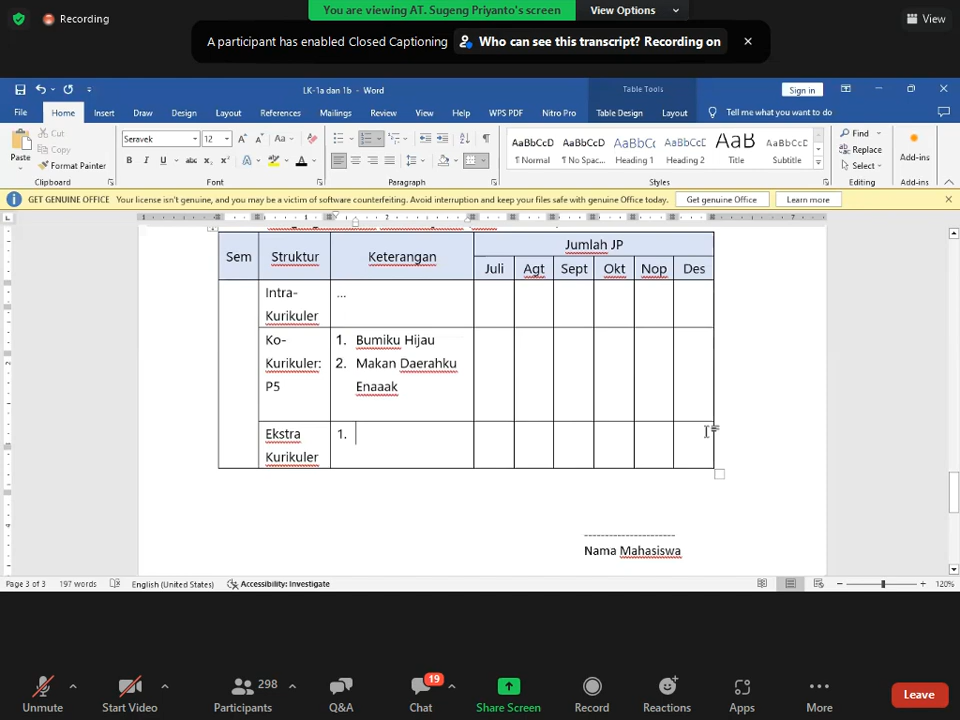 You are viewing AT. Sugeng Priyanto's screen
View Options
Recording
View
A participant has enabled Closed Captioning
Who can see this transcript? Recording on
LK-1a dan 1b - Word
Table Tools
Sign in
File
Home
Insert
Draw
Design
Layout
References
Mailings
Review
View
Help
WPS PDF
Nitro Pro
Table Design
Layout
Tell me what you want to do
Paste
Cut
Copy
Format Painter
Clipboard
Seravek
12
Font
Paragraph
AaBbCcD
¶ Normal
AaBbCcD
¶ No Spac...
AaBbCcD
Heading 1
AaBbCcD
Heading 2
AaB
Title
AaBbCcD
Subtitle
Styles
Find
Replace
Select
Editing
Add-ins
Add-ins
GET GENUINE OFFICE
Your license isn't genuine, and you may be a victim of software counterfeiting. Avoid interruption and keep your files safe with genuine Office today.
Get genuine Office
Learn more
Sem
Struktur
Keterangan
Jumlah JP
Juli
Agt
Sept
Okt
Nop
Des
Intra-
Kurikuler
...
Ko-
Kurikuler:
P5
1. Bumiku Hijau
2. Makan Daerahku
Enaaak
Ekstra
Kurikuler
1.
----------------------
Nama Mahasiswa
Page 3 of 3
197 words
English (United States)
Accessibility: Investigate
120%
Unmute
Start Video
298
Participants
Q&A
19
Chat
Share Screen
Record
Reactions
Apps
More
Leave